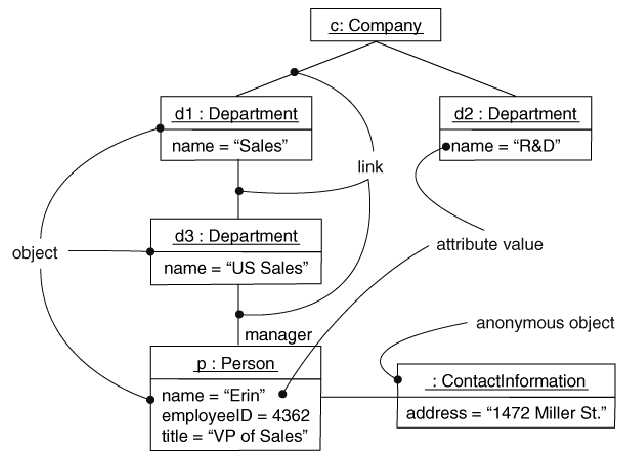 c: Company
d1 : Department
name = “Sales”
d2 : Department
name = “R&D”
link
d3 : Department
name = “US Sales”
object
attribute value
manager
anonymous object
p : Person
name = “Erin”
employeeID = 4362
title = “VP of Sales”
: ContactInformation
address = “1472 Miller St.”